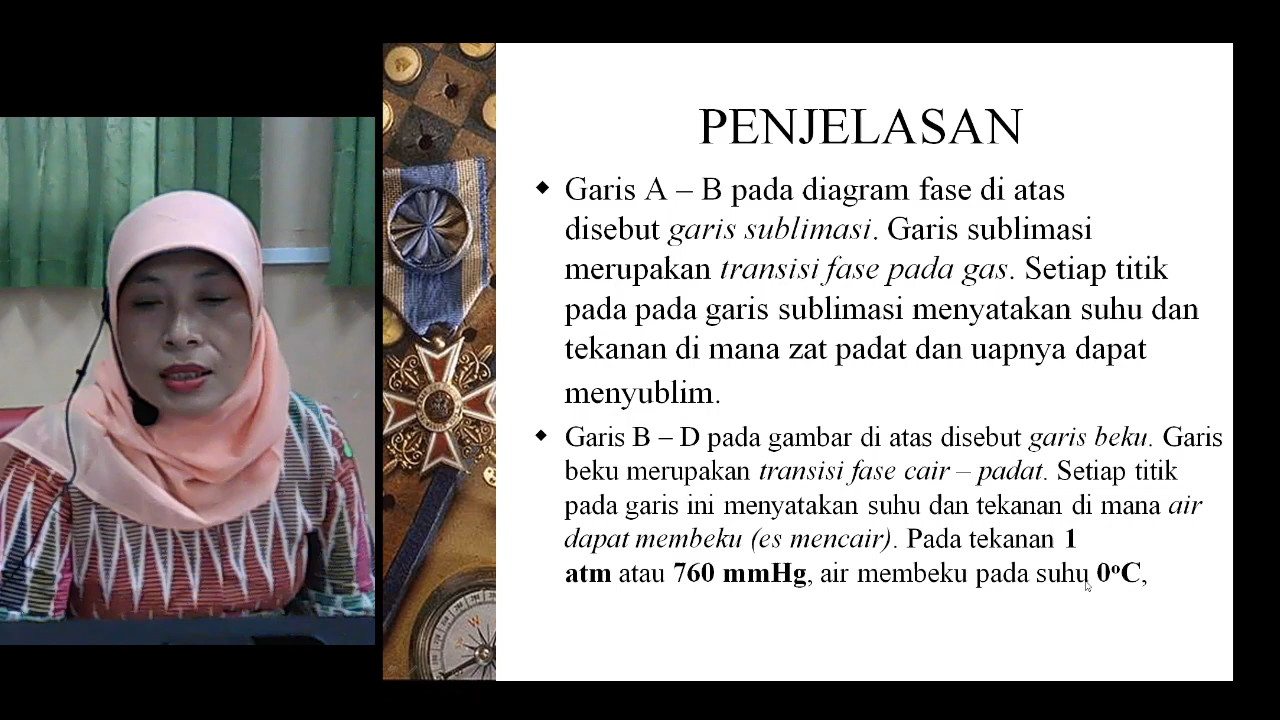 PENJELASAN
Garis A – B pada diagram fase di atas
disebut garis sublimasi. Garis sublimasi
merupakan transisi fase pada gas. Setiap titik
pada pada garis sublimasi menyatakan suhu dan
tekanan di mana zat padat dan uapnya dapat
menyublim.
Garis B – D pada gambar di atas disebut garis beku. Garis
beku merupakan transisi fase cair – padat. Setiap titik
pada garis ini menyatakan suhu dan tekanan di mana air
dapat membeku (es mencair). Pada tekanan 1
atm atau 760 mmHg, air membeku pada suhu 0ºC,
W